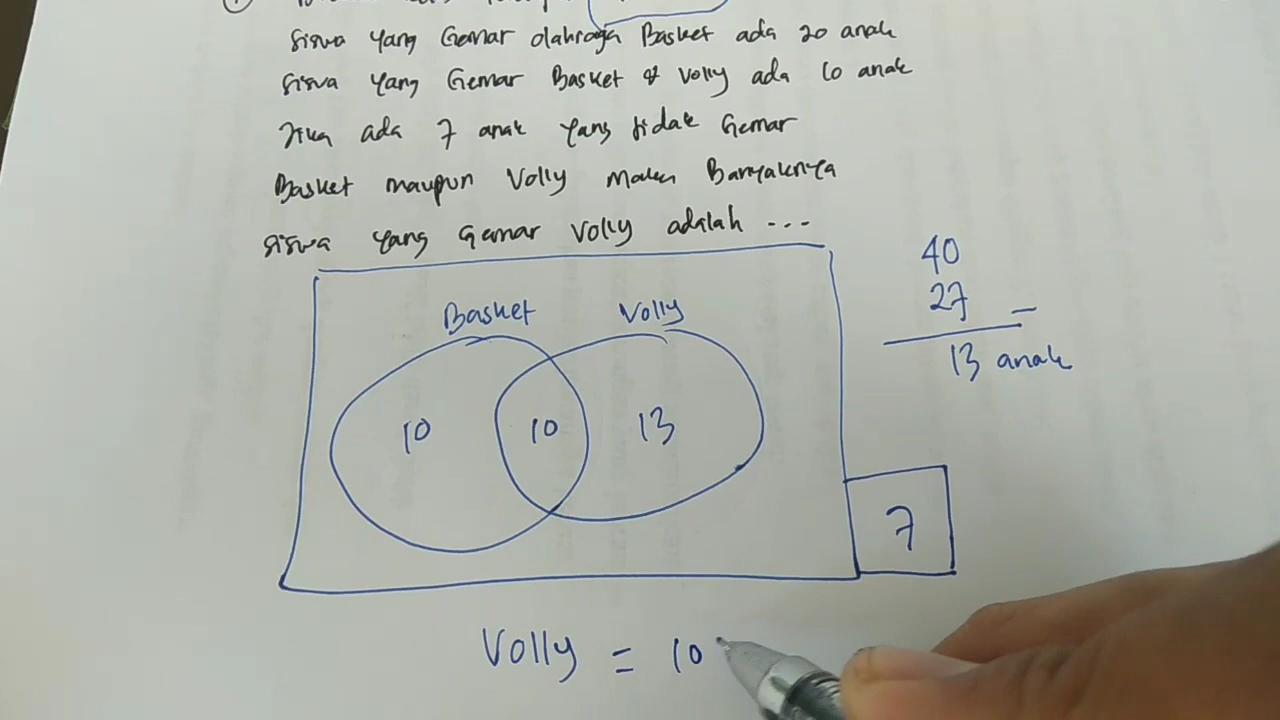 siswa yang Gemar olahraga Basket ada 20 anak
siswa yang Gemar Basket & Volly ada 10 anak
Jika ada 7 anak yang tidak Gemar
Basket maupun Volly maka Banyaknya
siswa yang Gemar Volly adalah ...
40
27 -
13 anak
Basket Volly
10 10 13
7
Volly = 10